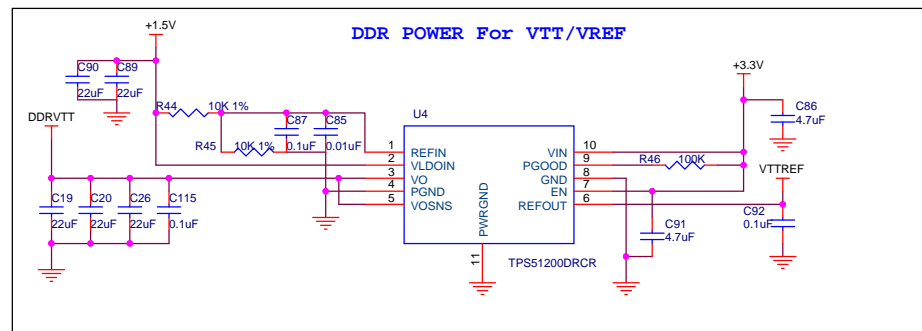 DDR POWER For VTT/VREF
+1.5V
+3.3V
C90
C89
22uF
22uF
R44
10K 1%
DDRVTT
R45
10K 1%
C87
0.1uF
C85
0.01uF
U4
C86
4.7uF
1
REFIN
2
VLDOIN
3
VO
4
PGND
5
VOSNS
VIN
10
PGOOD
9
GND
8
EN
7
REFOUT
6
R46
100K
VTTREF
PWRGND
11
TPS51200DRCR
C19
22uF
C20
22uF
C26
22uF
C115
0.1uF
C91
4.7uF
C92
0.1uF